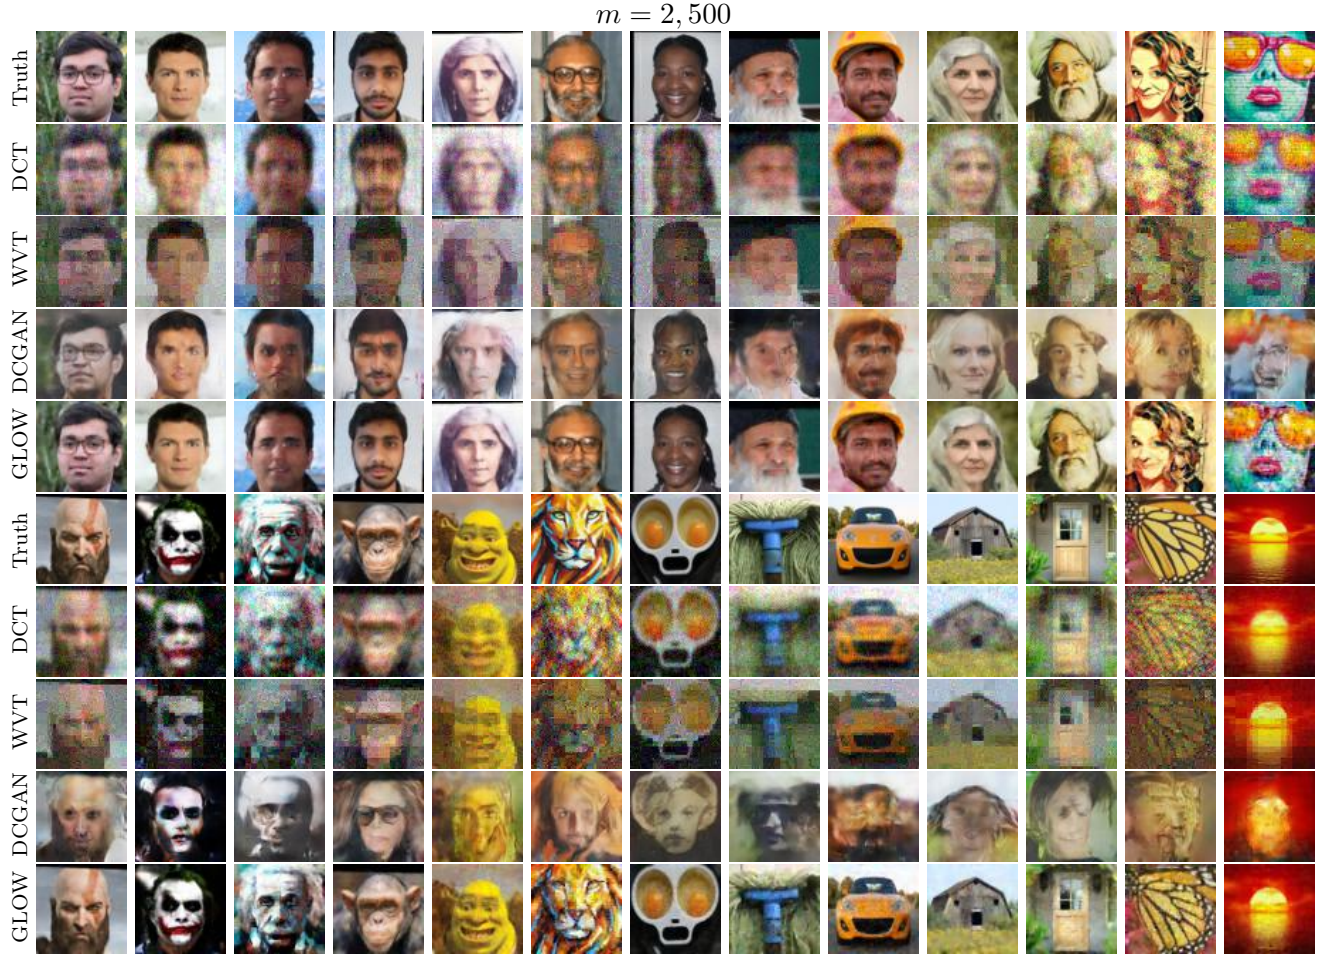 m = 2,500
Truth
DCT
WVT
DCGAN
GLOW
Truth
DCT
WVT
DCGAN
GLOW